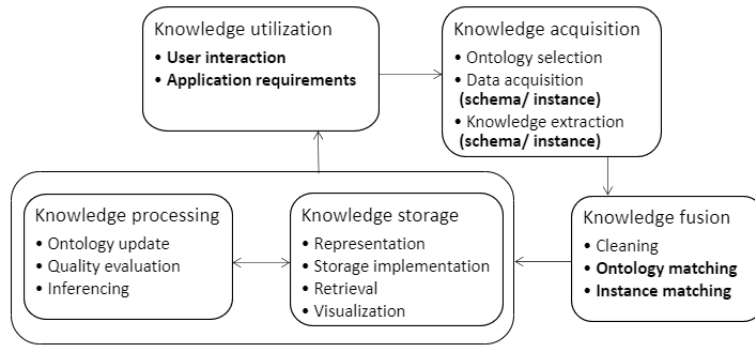 Knowledge utilization
• User interaction
• Application requirements
Knowledge acquisition
• Ontology selection
• Data acquisition
(schema/ instance)
• Knowledge extraction
(schema/ instance)
Knowledge processing
• Ontology update
• Quality evaluation
• Inferencing
Knowledge storage
• Representation
• Storage implementation
• Retrieval
• Visualization
Knowledge fusion
• Cleaning
• Ontology matching
• Instance matching